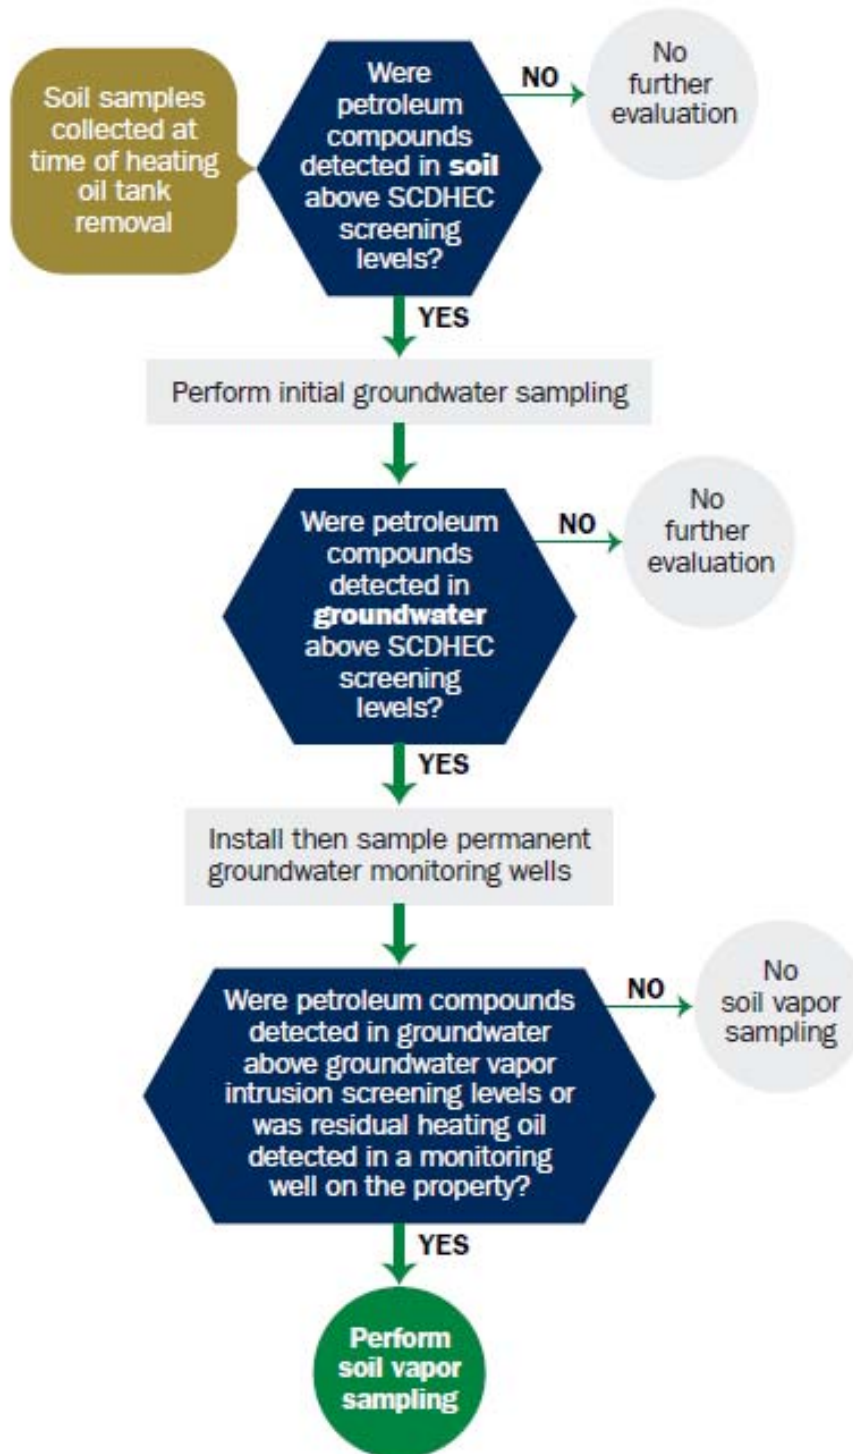 Soil samples
collected at
time of heating
oil tank
removal
Were
petroleum
compounds
detected in soil
above SCDHEC
screening
levels?
NO
No
further
evaluation
YES
Perform initial groundwater sampling
Were petroleum
compounds
detected in
groundwater
above SCDHEC
screening
levels?
NO
No
further
evaluation
YES
Install then sample permanent
groundwater monitoring wells
Were petroleum compounds
detected in groundwater
above groundwater vapor
intrusion screening levels or
was residual heating oil
detected in a monitoring
well on the property?
NO
No
soil vapor
sampling
YES
Perform
soil vapor
sampling